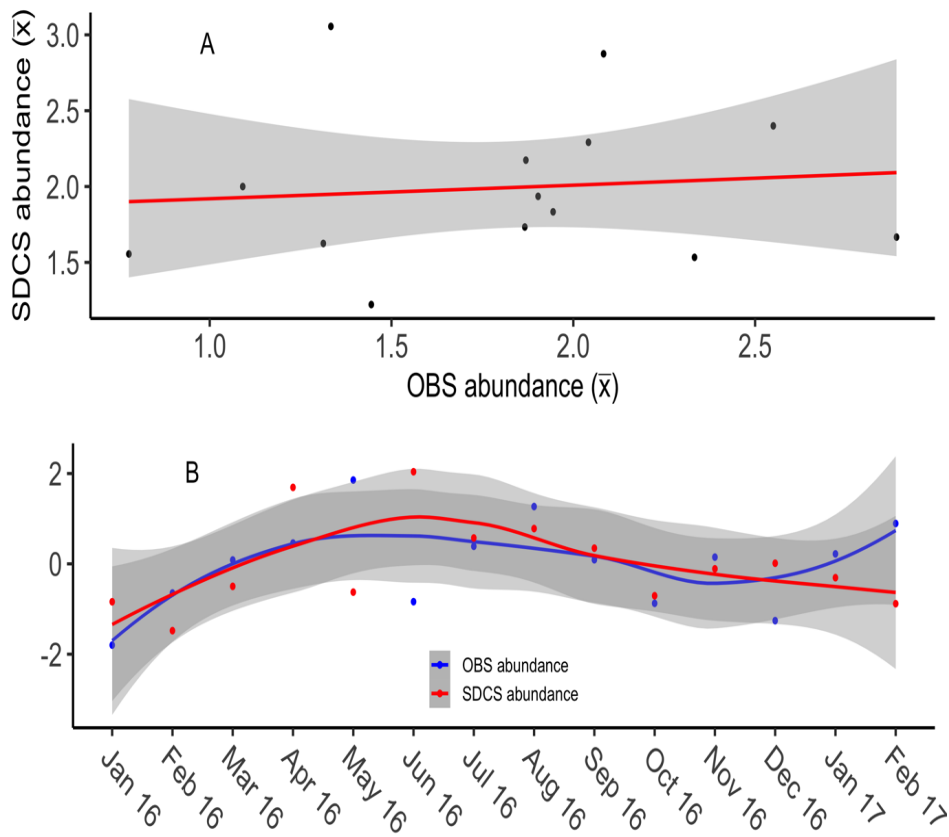 A
SDCS abundance (x̅)
3.0
2.5
2.0
1.5
1.0 1.5 2.0 2.5
OBS abundance (x̅)
B
2
0
-2
OBS abundance
SDCS abundance
Jan 16
Feb 16
Mar 16
Apr 16
May 16
Jun 16
Jul 16
Aug 16
Sep 16
Oct 16
Nov 16
Dec 16
Jan 17
Feb 17